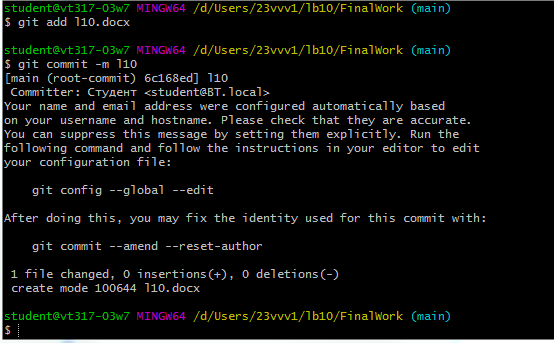 student@vt317-03w7 MINGW64 /d/Users/23vvv1/lb10/FinalWork (main)
$ git add l10.docx
student@vt317-03w7 MINGW64 /d/Users/23vvv1/lb10/FinalWork (main)
$ git commit -m l10
[main (root-commit) 6c168ed] l10
 Committer: Студент <student@BT.local>
Your name and email address were configured automatically based
on your username and hostname. Please check that they are accurate.
You can suppress this message by setting them explicitly. Run the
following command and follow the instructions in your editor to edit
your configuration file:
    git config --global --edit
After doing this, you may fix the identity used for this commit with:
    git commit --amend --reset-author
 1 file changed, 0 insertions(+), 0 deletions(-)
 create mode 100644 l10.docx
student@vt317-03w7 MINGW64 /d/Users/23vvv1/lb10/FinalWork (main)
$